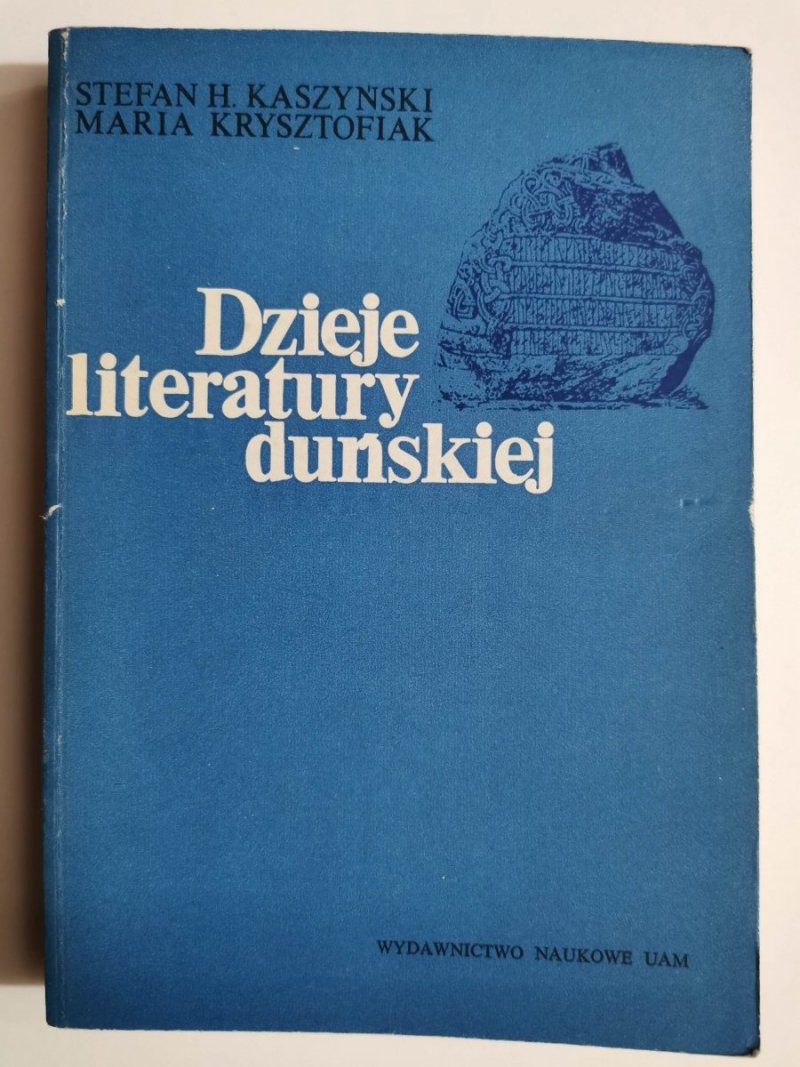 STEFAN H. KASZYŃSKI
MARIA KRYSZTOFIAK
Dzieje
literatury
duńskiej
WYDAWNICTWO NAUKOWE UAM